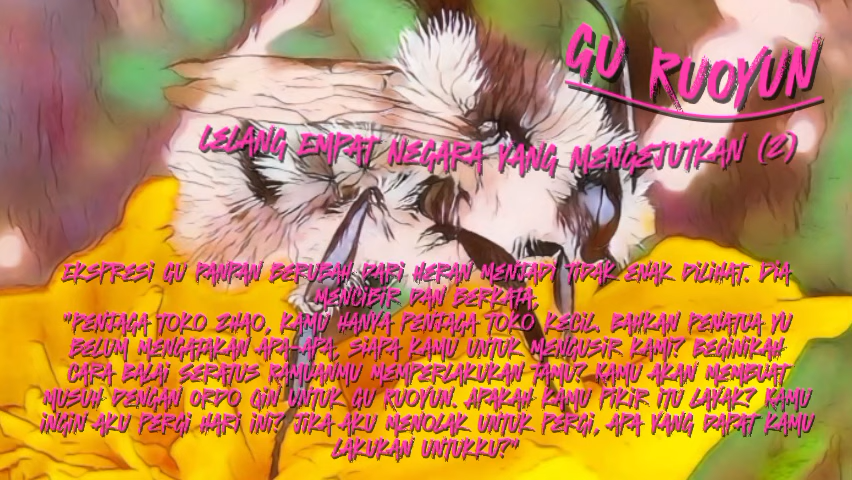 GU RUOYUN
LELANG EMPAT NEGARA YANG MENGEJUTKAN (2)
EKSPRESI GU PANPAN BERUBAH DARI HERAN MENJADI TIDAK ENAK DILIHAT. DIA
MENCIBIR DAN BERKATA,
"PENJAGA TOKO ZHAO, KAMU HANYA PENJAGA TOKO KECIL. BAHKAN PENATUA YU
BELUM MENGATAKAN APA-APA. SIAPA KAMU UNTUK MENGUSIR KAMI? BEGINIKAH
CARA BALAI SERATUS RAMUANMU MEMPERLAKUKAN TAMU? KAMU AKAN MEMBUAT
MUSUH DENGAN ORDO QIN UNTUK GU RUOYUN. APAKAH KAMU PIKIR ITU LAYAK? KAMU
INGIN AKU PERGI HARI INI? JIKA AKU MENOLAK UNTUK PERGI, APA YANG DAPAT KAMU
LAKUKAN UNTUKKU?"